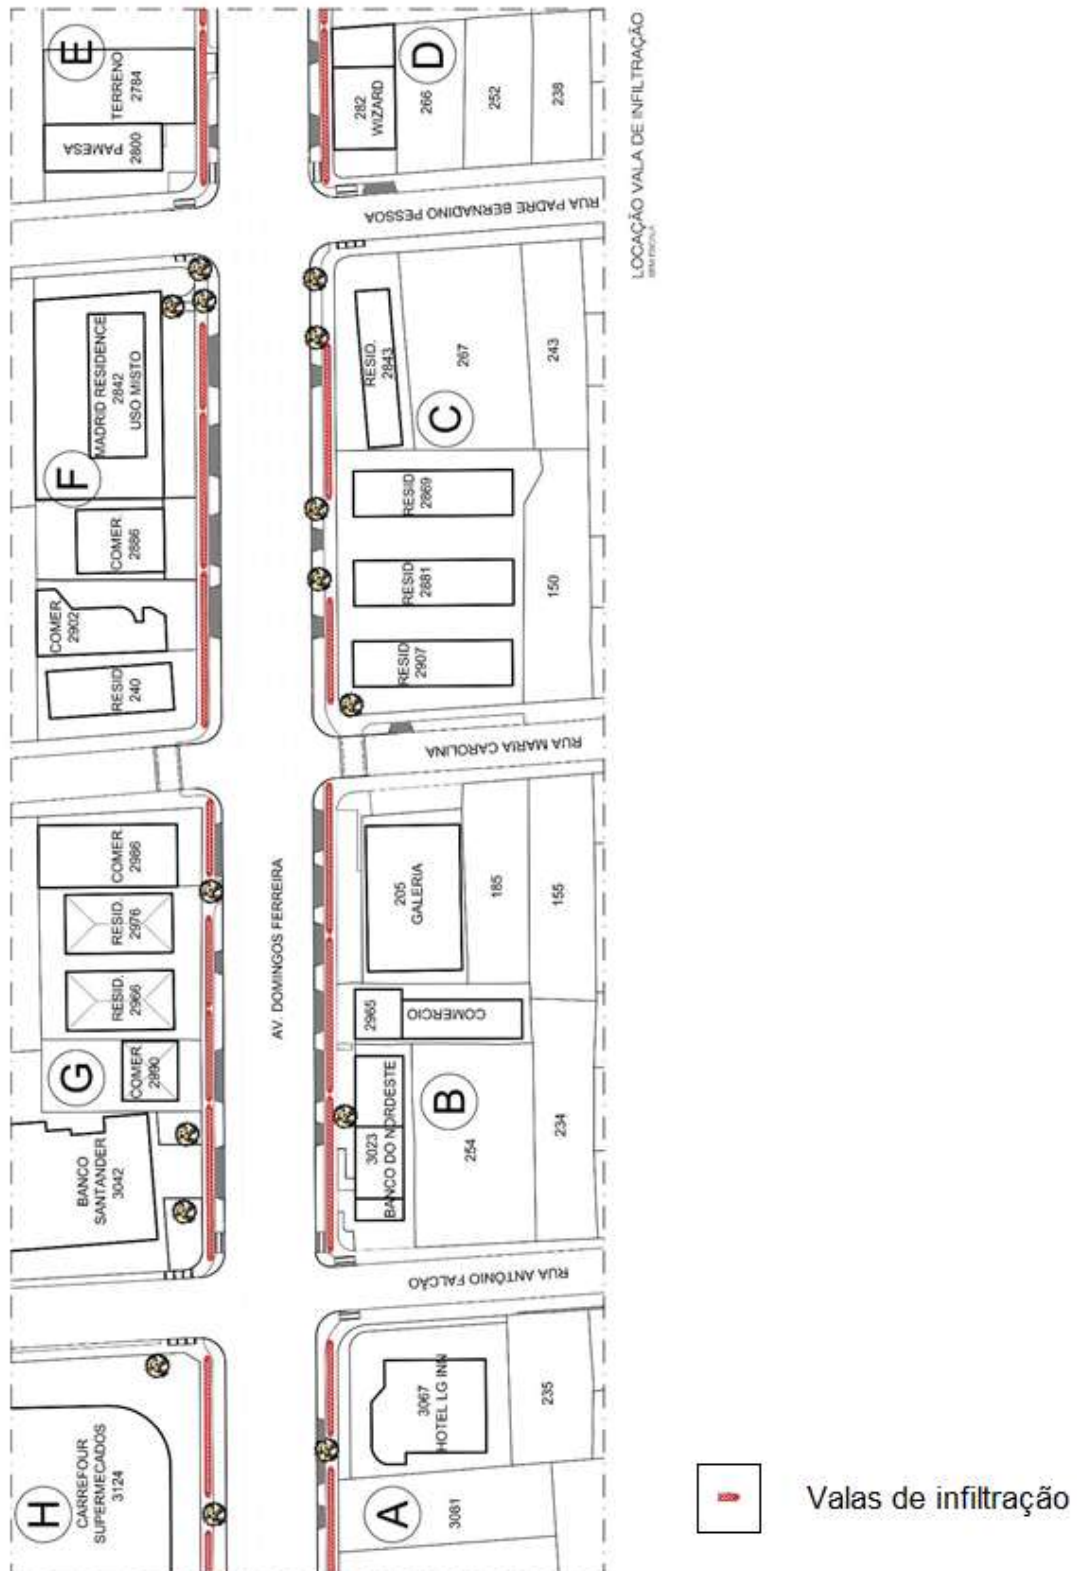 E
TERRENO
2784
PAMESA
2800
282
WIZARD
D
266
252
238
LOCAÇÃO VALA DE INFILTRAÇÃO
SEM ESCALA
RUA PADRE BERNADINO PESSOA
MADRID RESIDENCE
2842
USO MISTO
F
COMER.
2886
COMER
2902
RESID
240
RESID.
2843
267
243
C
RESID
2869
RESID
2881
RESID
2907
150
RUA MARIA CAROLINA
AV. DOMINGOS FERREIRA
COMER.
2986
RESID.
2976
RESID.
2966
COMER.
2990
G
BANCO
SANTANDER
3042
205
GALERIA
185
155
2965
COMERCIO
3023
BANCO DO NORDESTE
B
254
234
RUA ANTÔNIO FALCÃO
H
CARREFOUR
SUPERMECADOS
3124
3067
HOTEL LG INN
235
A
3081
Valas de infiltração